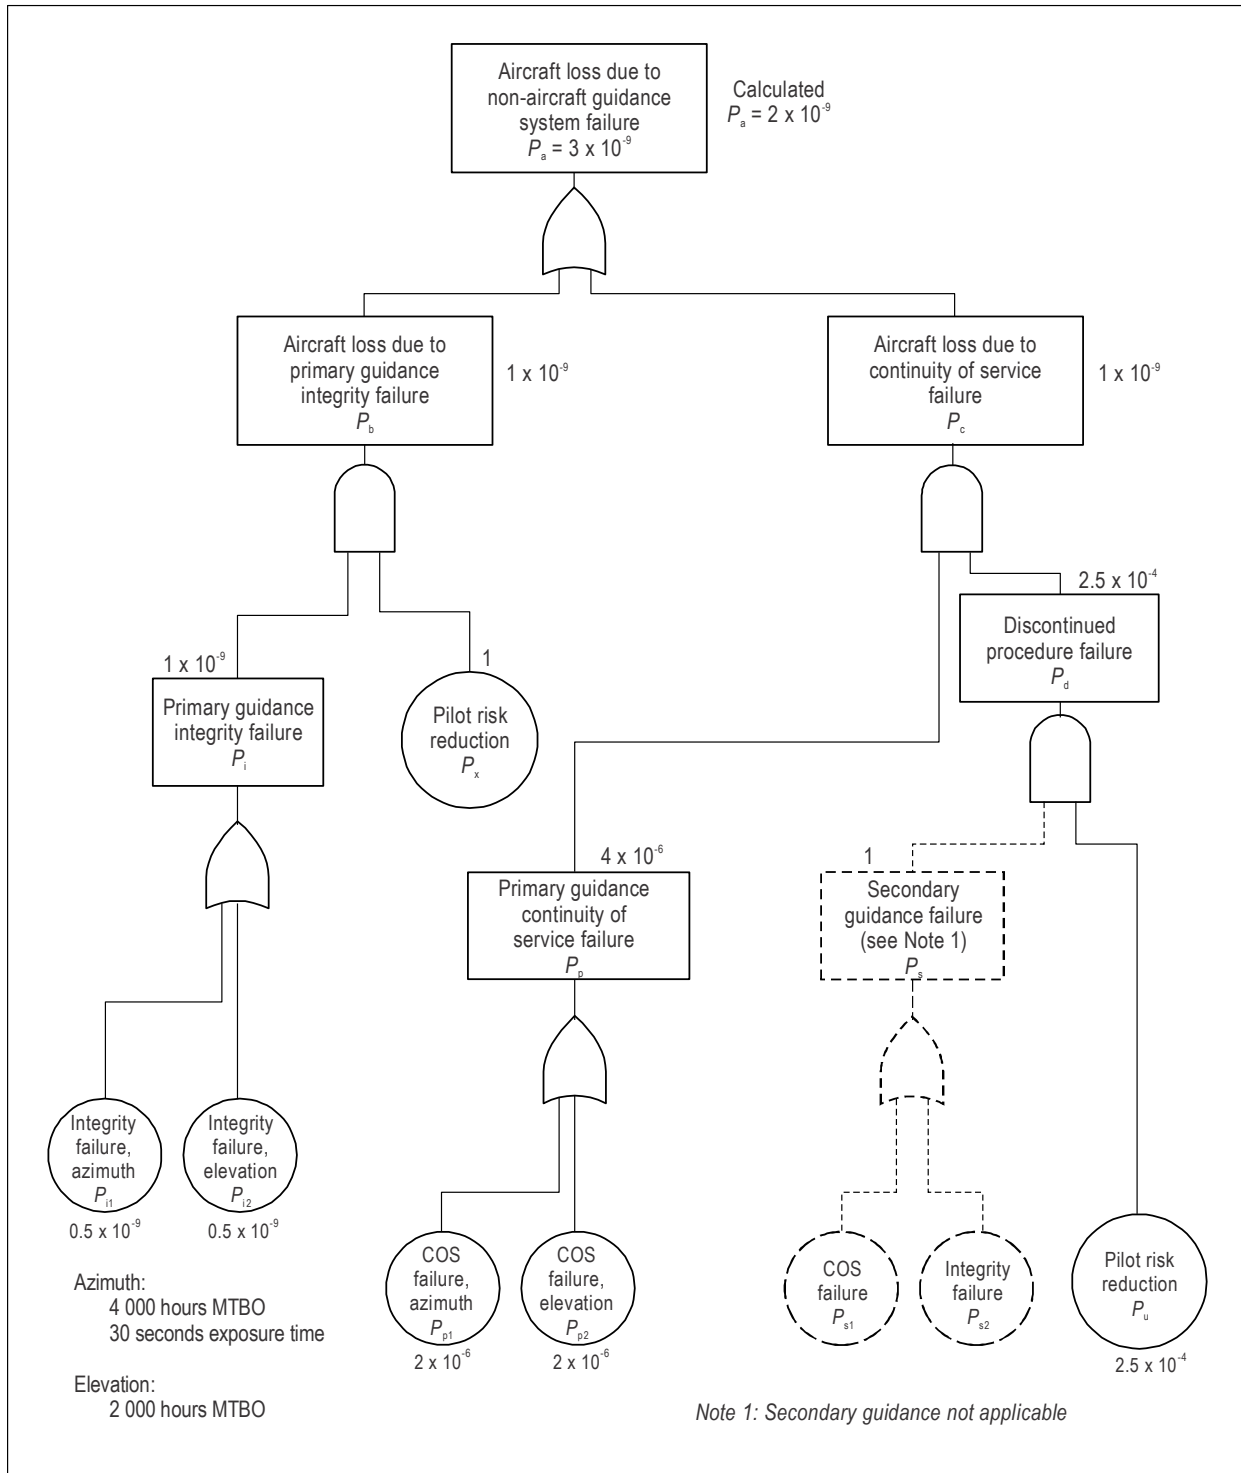 Aircraft loss due to
non-aircraft guidance
system failure
Pa = 3 x 10-9
Calculated
Pa = 2 x 10-9
Aircraft loss due to
primary guidance
integrity failure
Pb
1 x 10-9
Aircraft loss due to
continuity of service
failure
Pc
1 x 10-9
2.5 x 10-4
Discontinued
procedure failure
Pd
1 x 10-9
Primary guidance
integrity failure
Pi
1
Pilot risk
reduction
Px
4 x 10-6
Primary guidance
continuity of
service failure
Pp
1
Secondary
guidance failure
(see Note 1)
Ps
Integrity
failure,
azimuth
Pi1
0.5 x 10-9
Integrity
failure,
elevation
Pi2
0.5 x 10-9
COS
failure,
azimuth
Pp1
2 x 10-6
COS
failure,
elevation
Pp2
2 x 10-6
COS
failure
Ps1
Integrity
failure
Ps2
Pilot risk
reduction
Pu
2.5 x 10-4
Azimuth:
4 000 hours MTBO
30 seconds exposure time
Elevation:
2 000 hours MTBO
Note 1: Secondary guidance not applicable